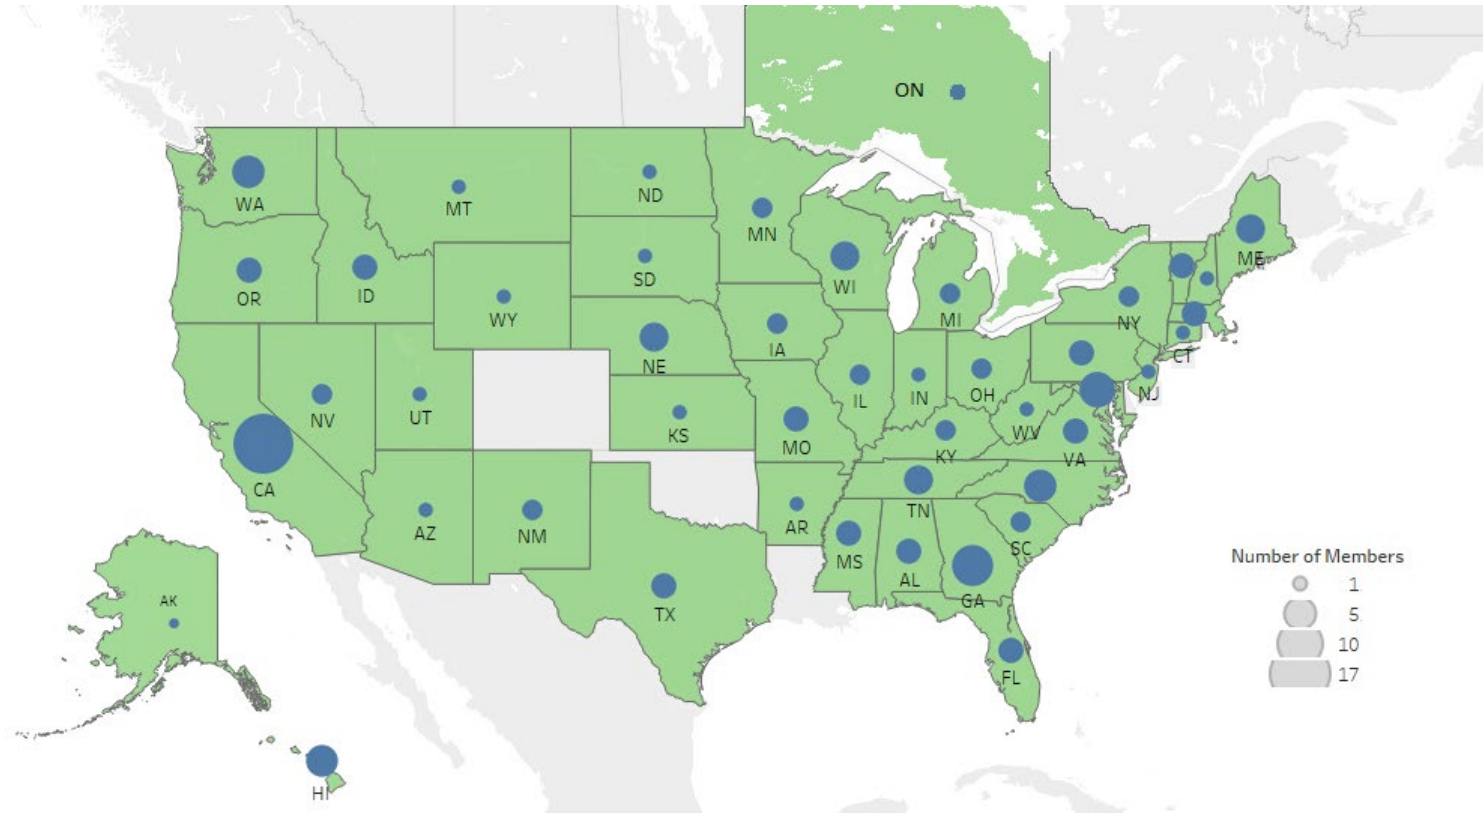 ON
WA
MT
ND
MN
OR
ID
SD
WI
ME
WY
MI
NY
NE
IA
CT
NV
UT
KS
MO
IL
IN
OH
NJ
WV
KY
VA
CA
AZ
NM
AR
TN
MS
AL
SC
GA
TX
FL
AK
HI
Number of Members
1
5
10
17